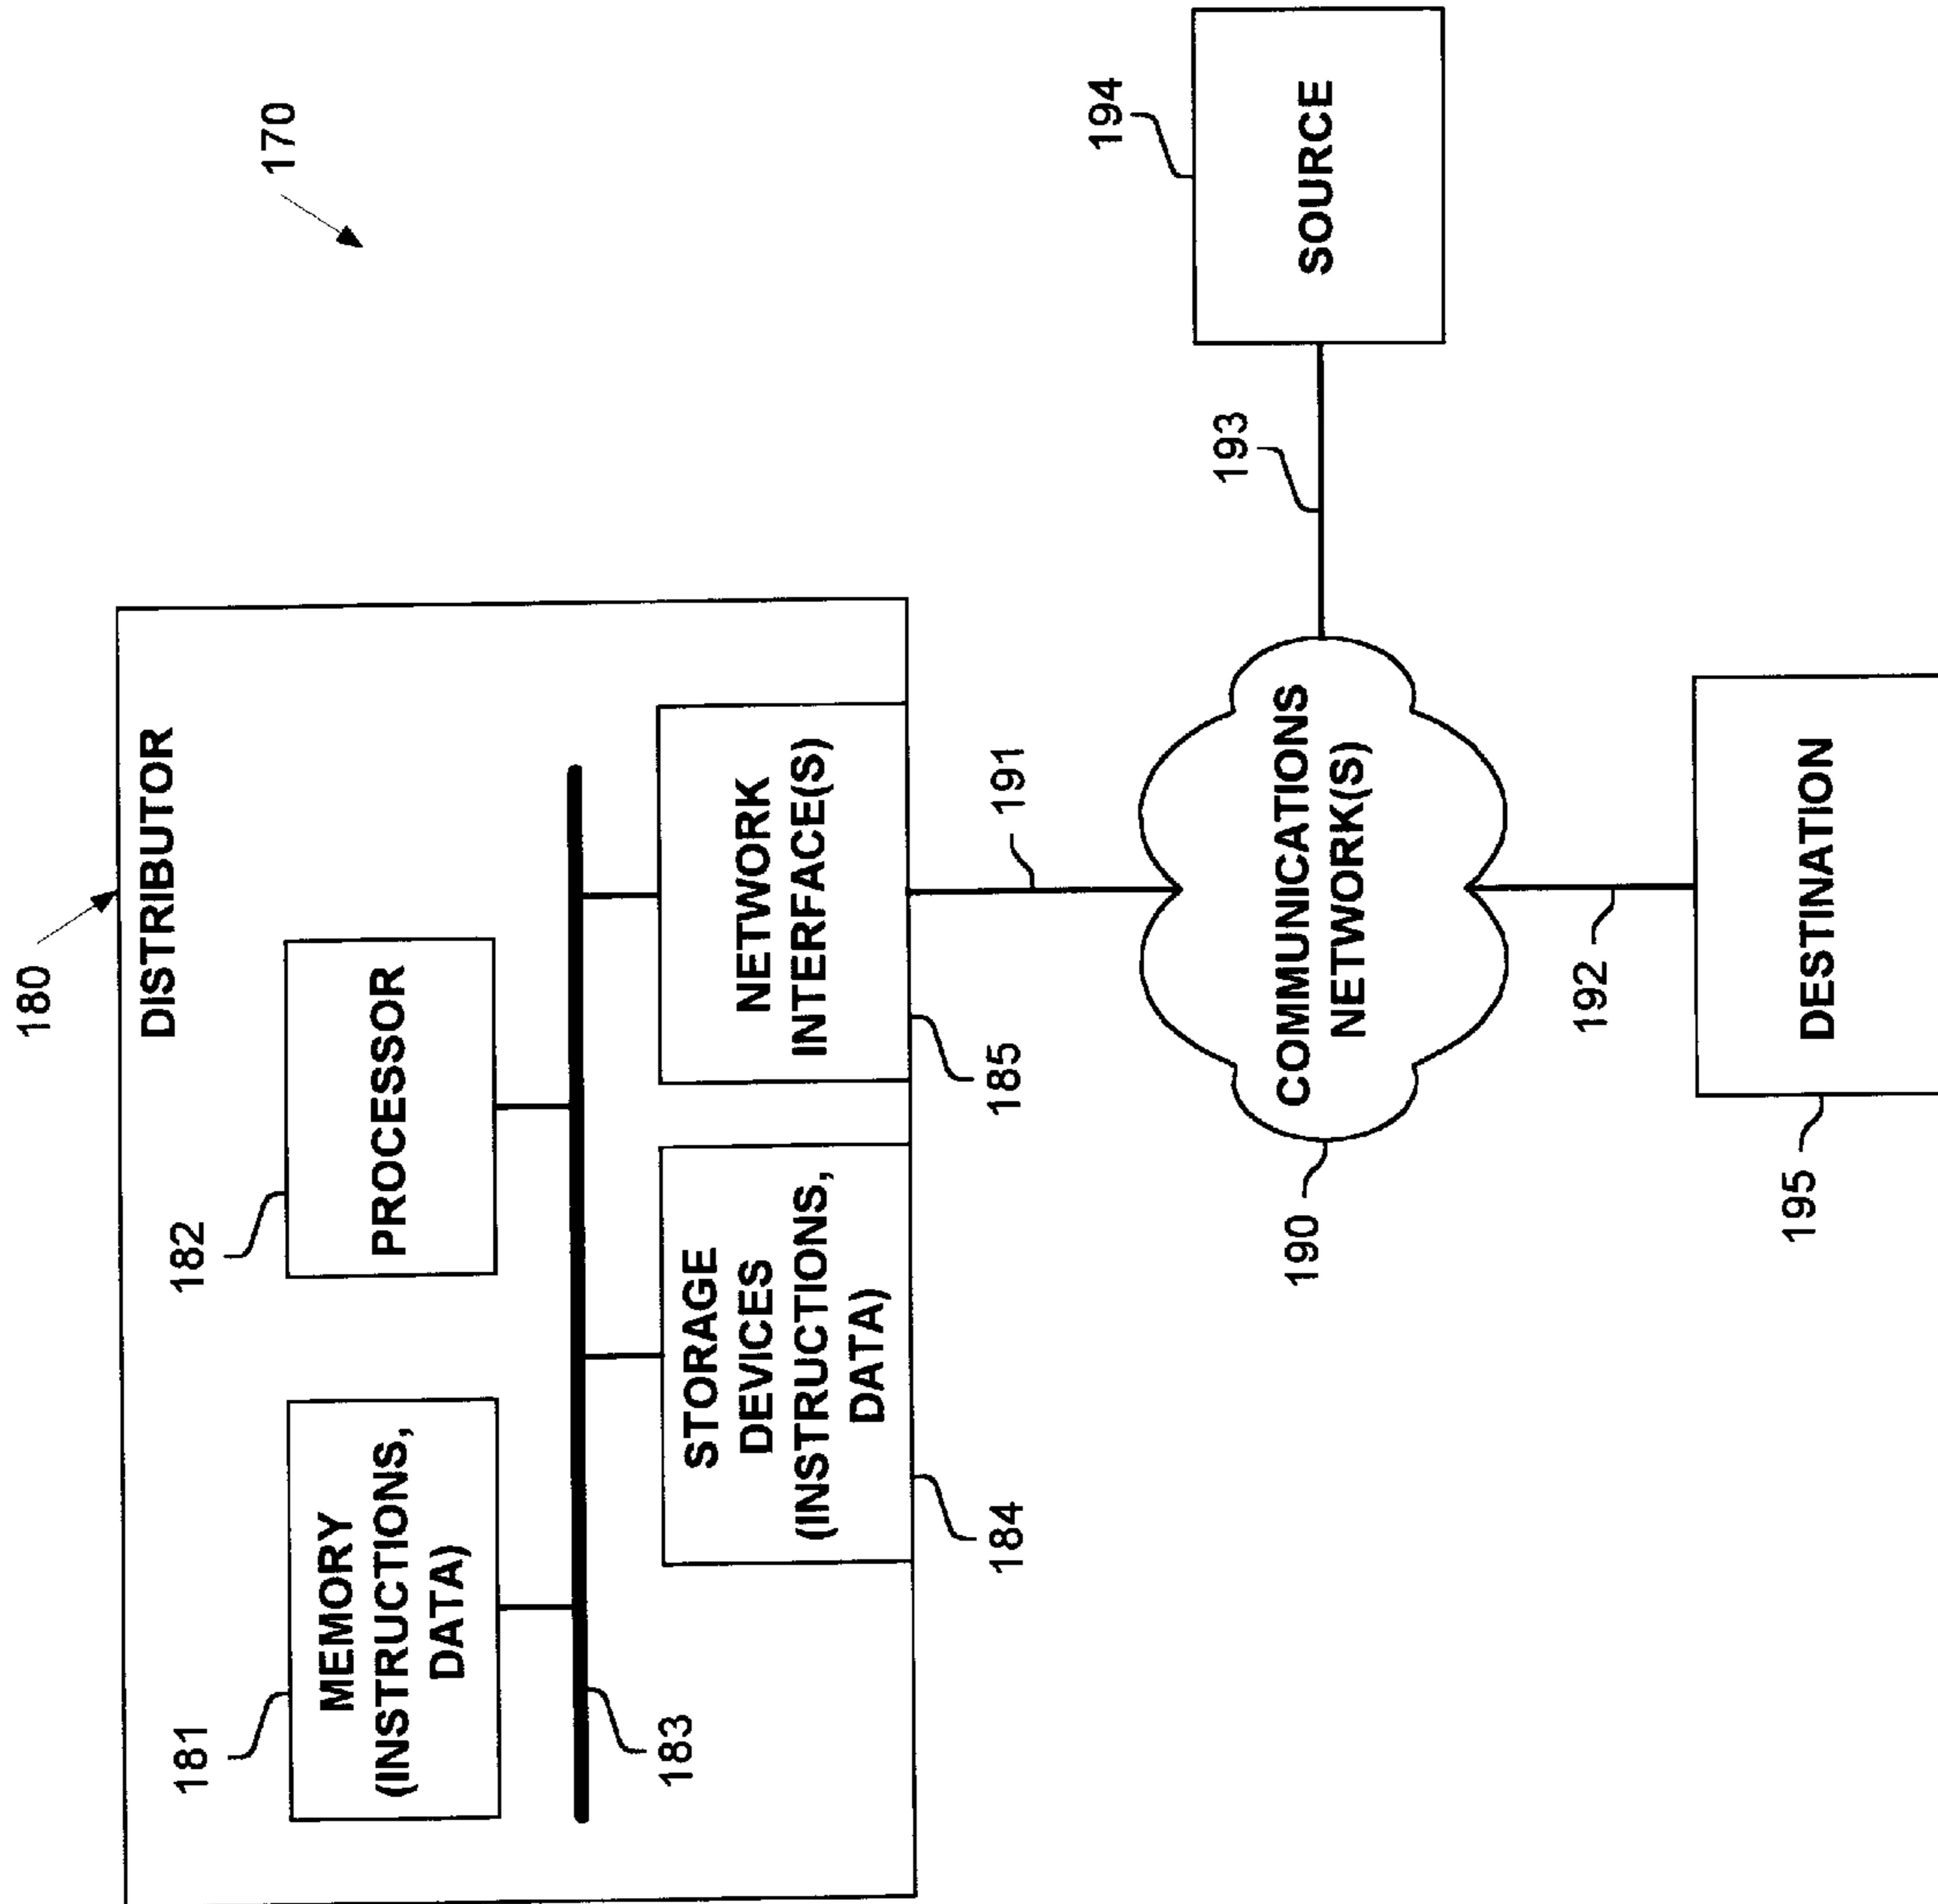 170
180
DISTRIBUTOR
181
MEMORY
(INSTRUCTIONS,
DATA)
182
PROCESSOR
183
184
STORAGE
DEVICES
(INSTRUCTIONS,
DATA)
185
NETWORK
INTERFACE(S)
191
190
COMMUNICATIONS
NETWORK(S)
193
194
SOURCE
192
195
DESTINATION